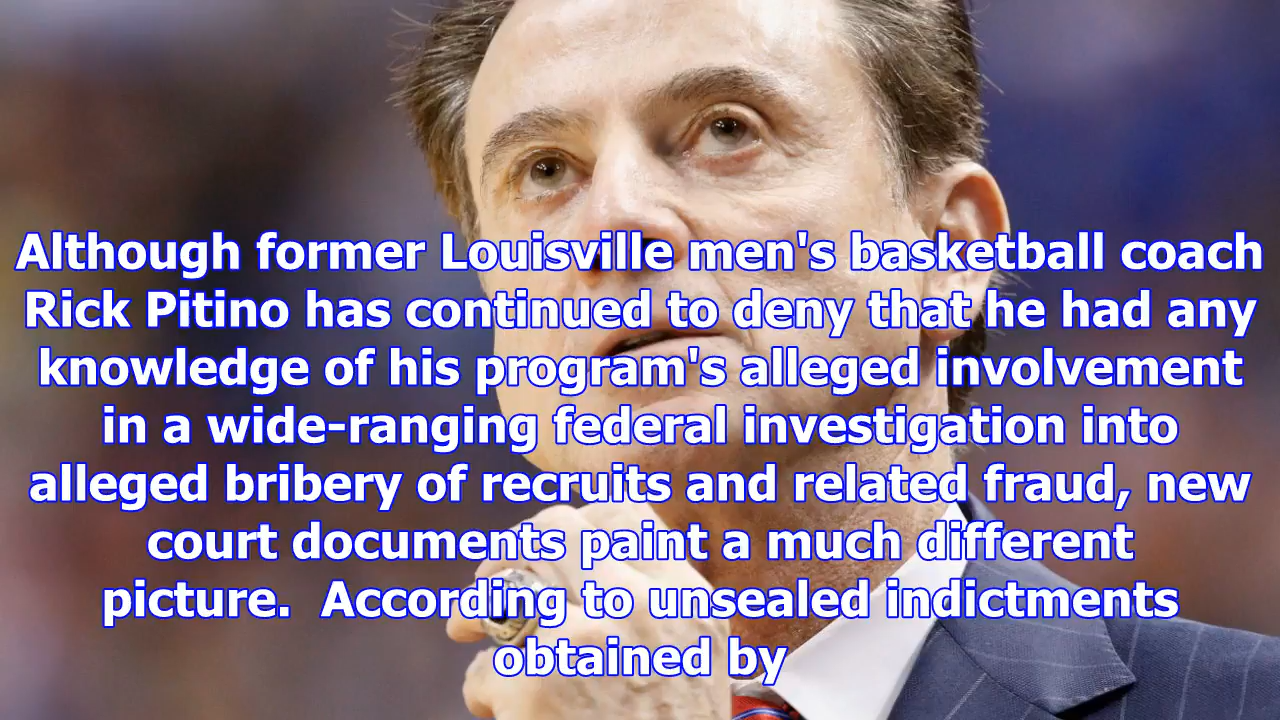 Although former Louisville men's basketball coach
Rick Pitino has continued to deny that he had any
knowledge of his program's alleged involvement
in a wide-ranging federal investigation into
alleged bribery of recruits and related fraud, new
court documents paint a much different
picture.  According to unsealed indictments
obtained by